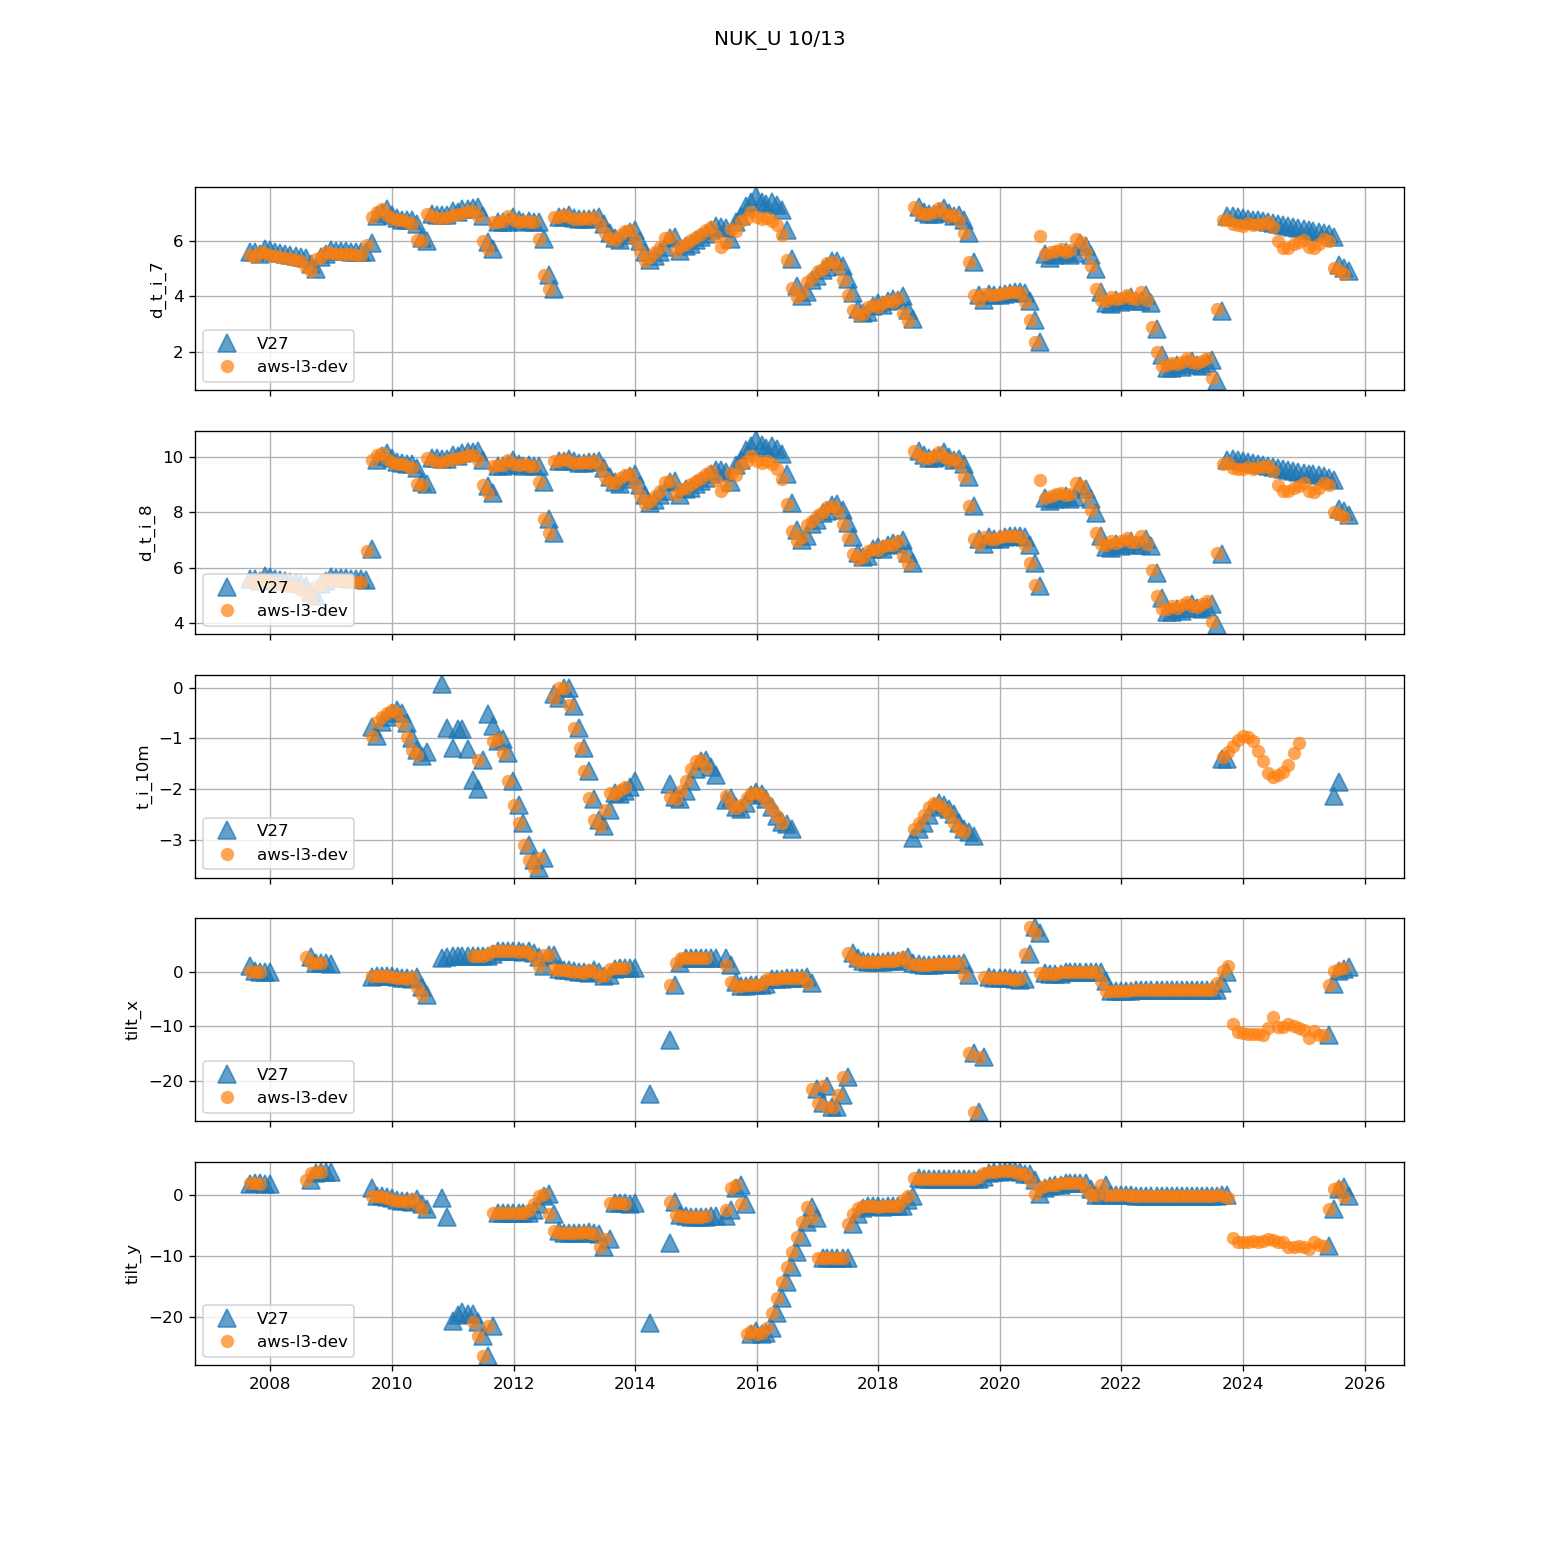 NUK_U 10/13
6
4
2
d_t_i_7
V27
aws-l3-dev
10
8
6
4
d_t_i_8
V27
aws-l3-dev
0
−1
−2
−3
t_i_10m
V27
aws-l3-dev
0
−10
−20
tilt_x
V27
aws-l3-dev
0
−10
−20
tilt_y
V27
aws-l3-dev
2008 2010 2012 2014 2016 2018 2020 2022 2024 2026